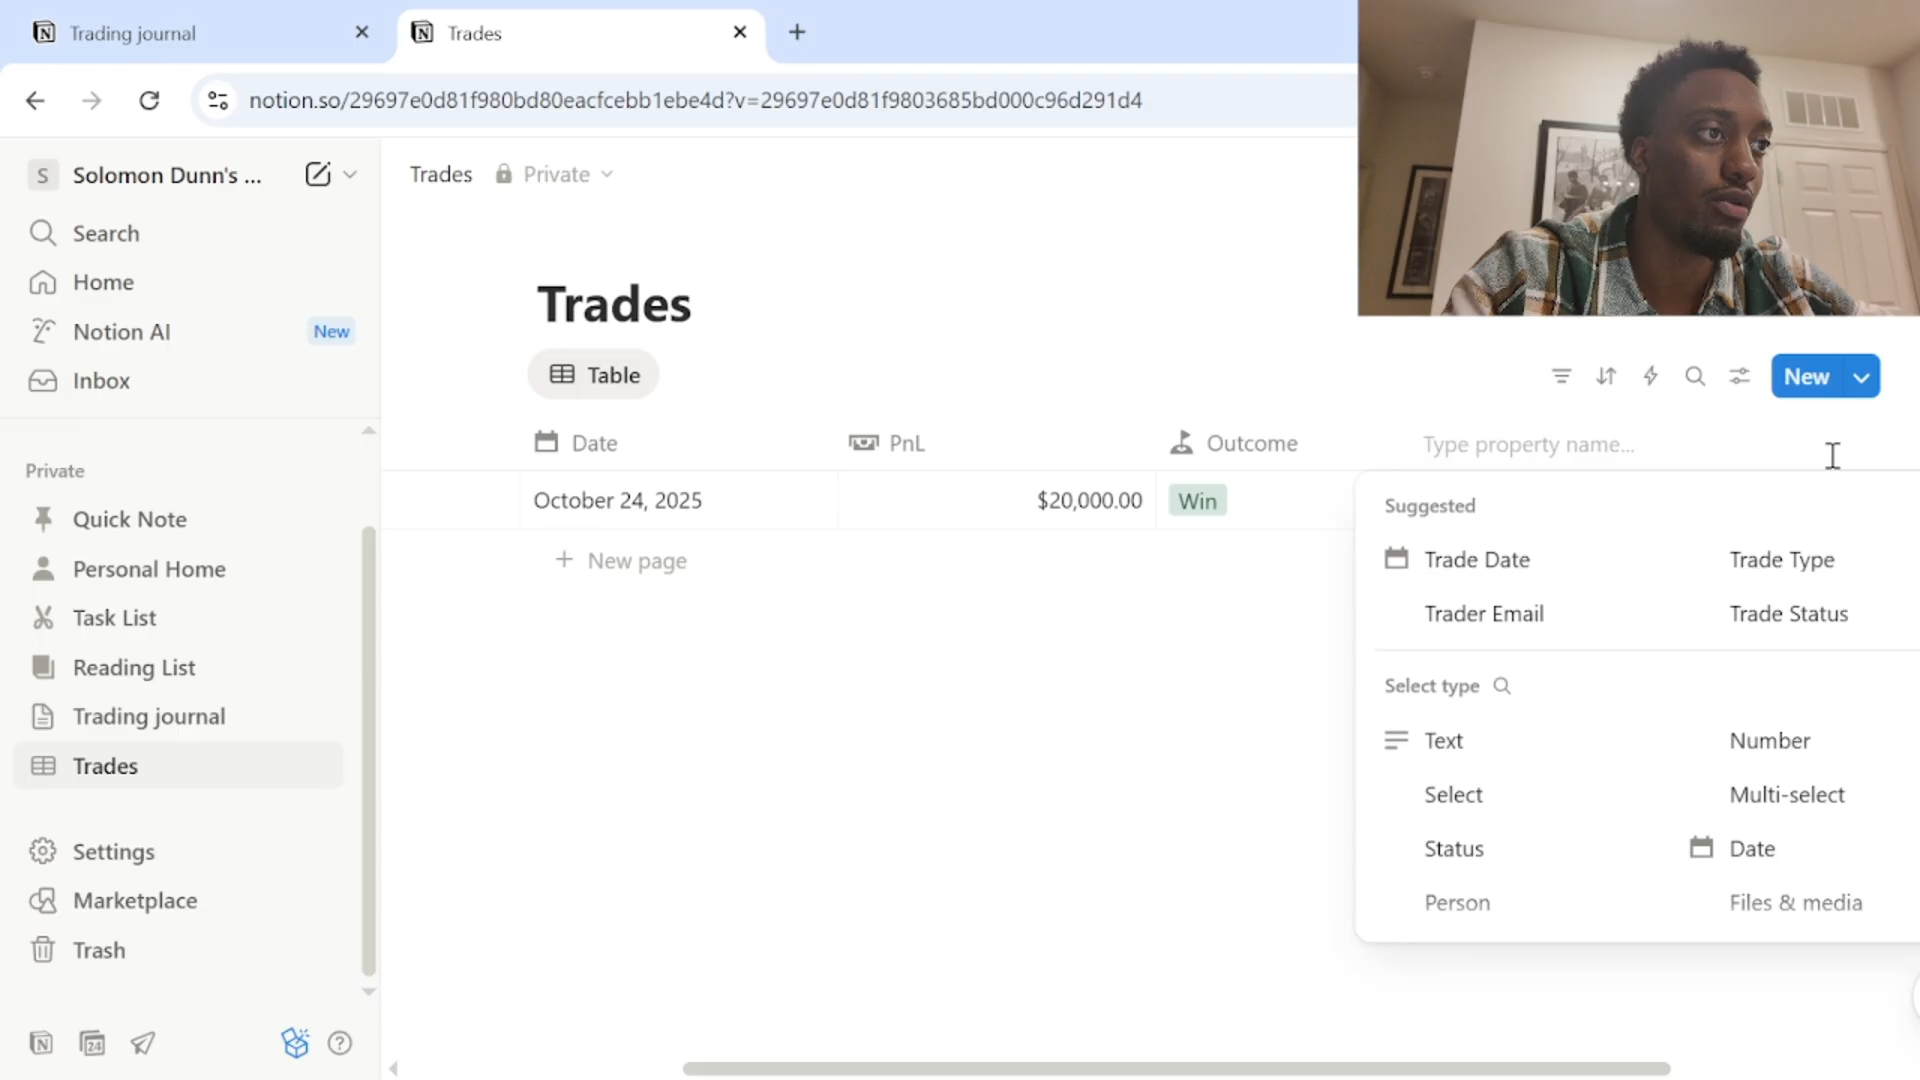 Trading journal
Trades
notion.so/29697e0d81f980bd80eacfcebb1ebe4d?v=29697e0d81f9803685bd000c96d291d4
S Solomon Dunn's ...
Search
Home
Notion AI New
Inbox
Private
Quick Note
Personal Home
Task List
Reading List
Trading journal
Trades
Settings
Marketplace
Trash
24
Trades Private
Trades
Table
New
Date PnL Outcome Type property name...
October 24, 2025 $20,000.00 Win
+ New page
Suggested
Trade Date Trade Type
Trader Email Trade Status
Select type
Text Number
Select Multi-select
Status Date
Person Files & media